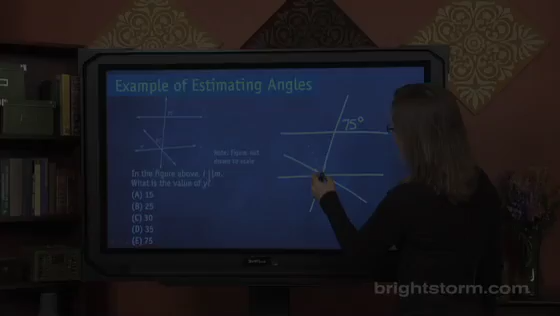 Example of Estimating Angles
75°
Note: Figure not
drawn to scale
In the figure above, l || m.
What is the value of y?
(A) 15
(B) 25
(C) 30
(D) 35
(E) 75
brightstorm.com